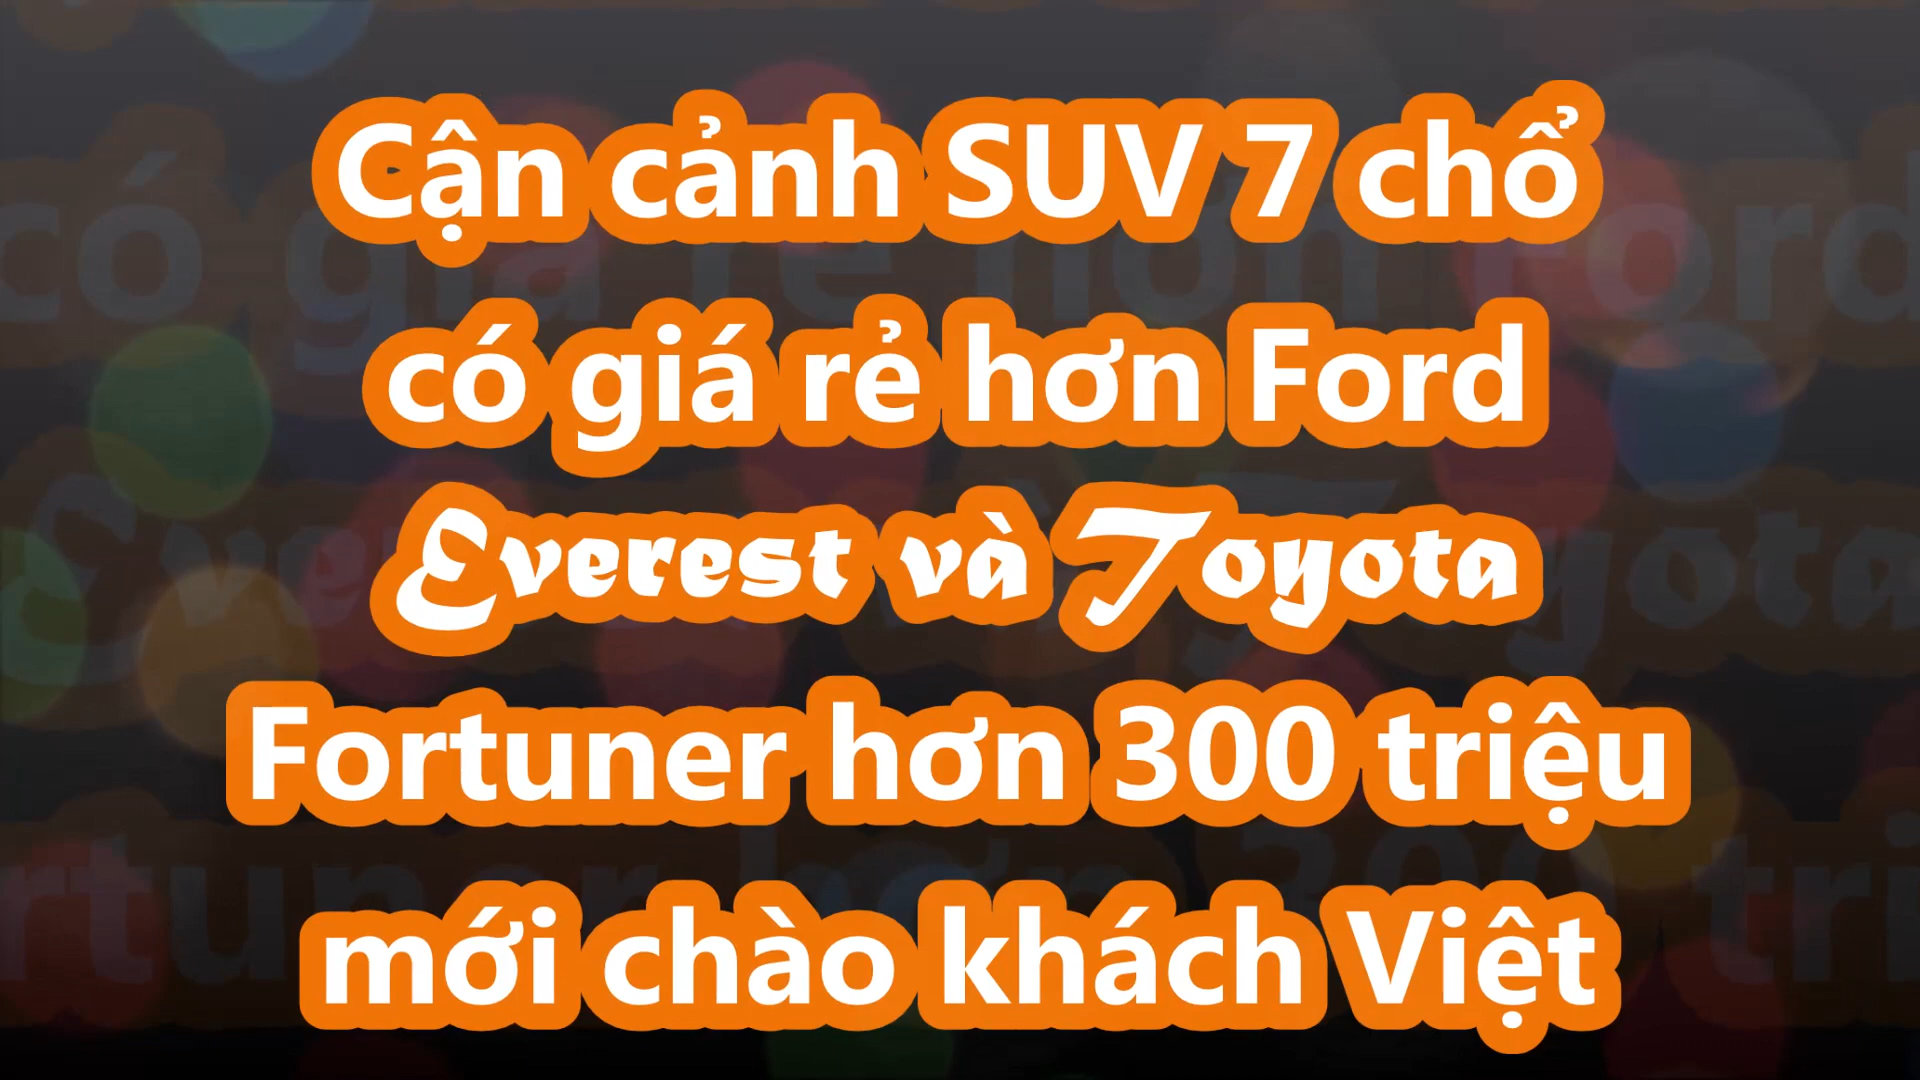 Cận cảnh SUV 7 chổ
có giá rẻ hơn Ford
Everest và Toyota
Fortuner hơn 300 triệu
mới chào khách Việt